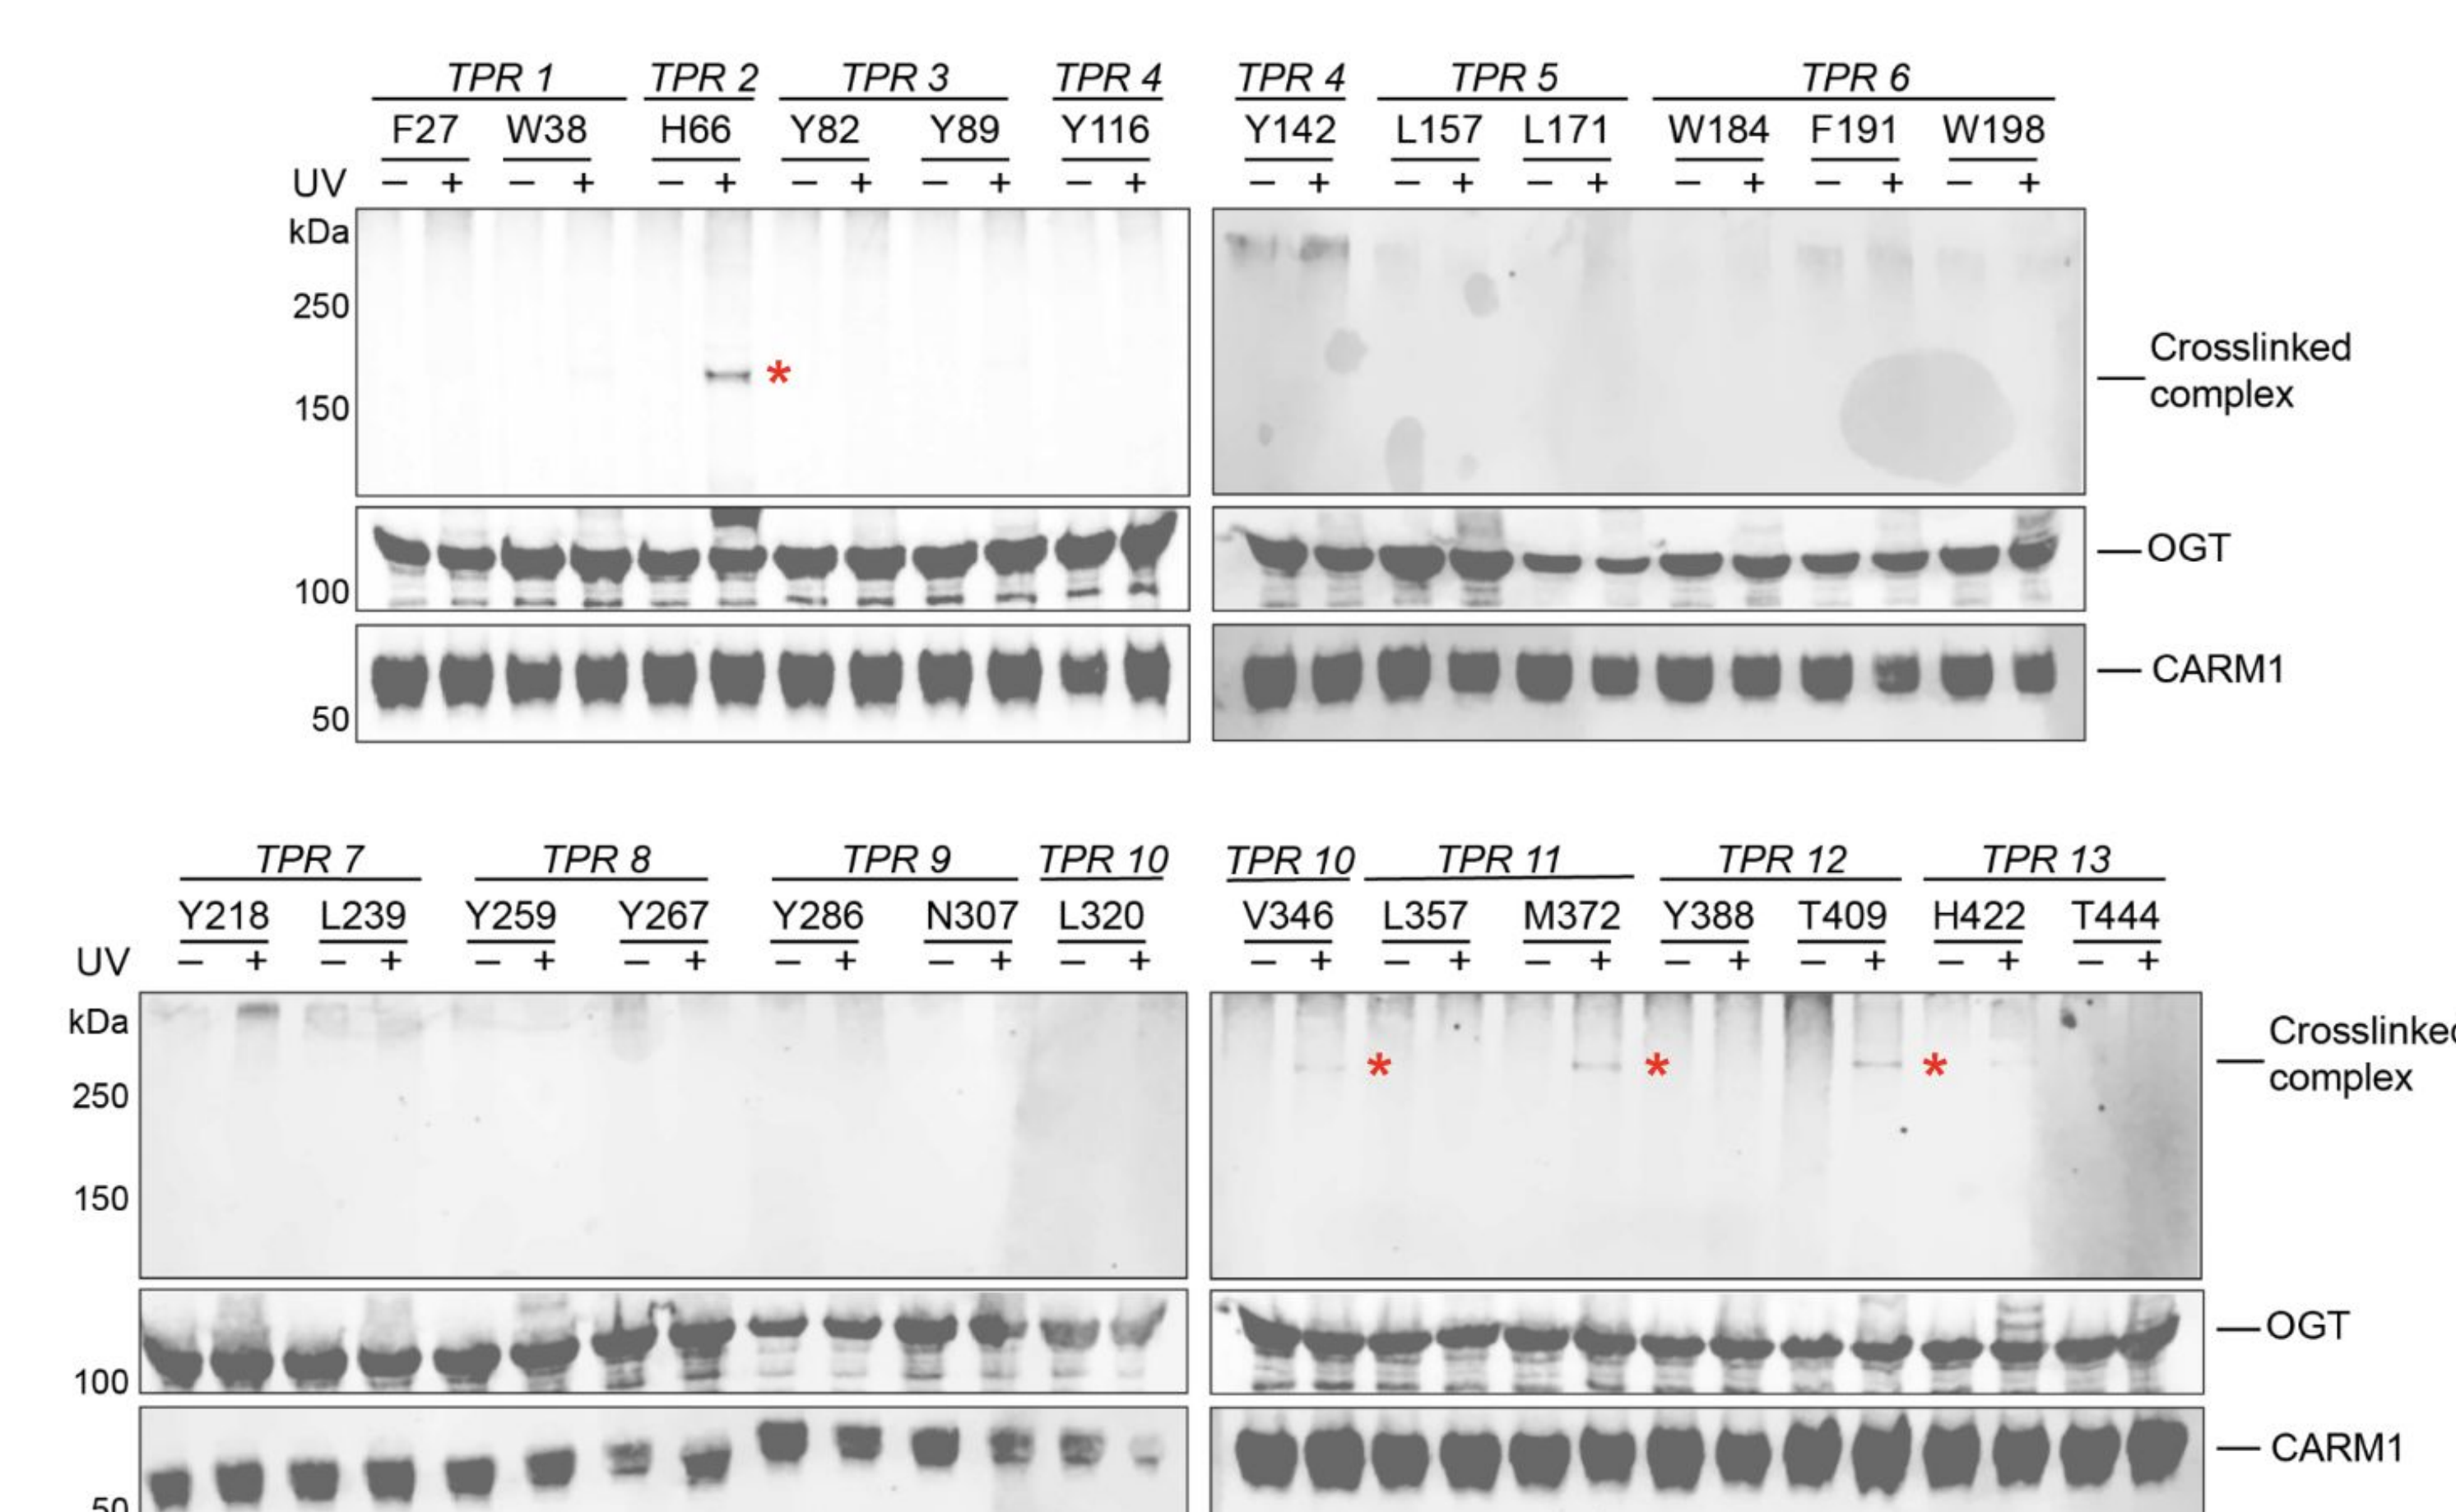 TPR 1 TPR 2 TPR 3 TPR 4 TPR 4 TPR 5 TPR 6
F27 W38 H66 Y82 Y89 Y116 Y142 L157 L171 W184 F191 W198
UV − + − + − + − + − + − + − + − + − + − + − + − +
kDa
250
Crosslinked
*
complex
150
OGT
100
CARM1
50
TPR 7 TPR 8 TPR 9 TPR 10 TPR 10 TPR 11 TPR 12 TPR 13
Y218 L239 Y259 Y267 Y286 N307 L320 V346 L357 M372 Y388 T409 H422 T444
UV − + − + − + − + − + − + − + − + − + − + − + − + − + − +
kDa
Crosslinked
* * *
complex
250
150
OGT
100
CARM1
50